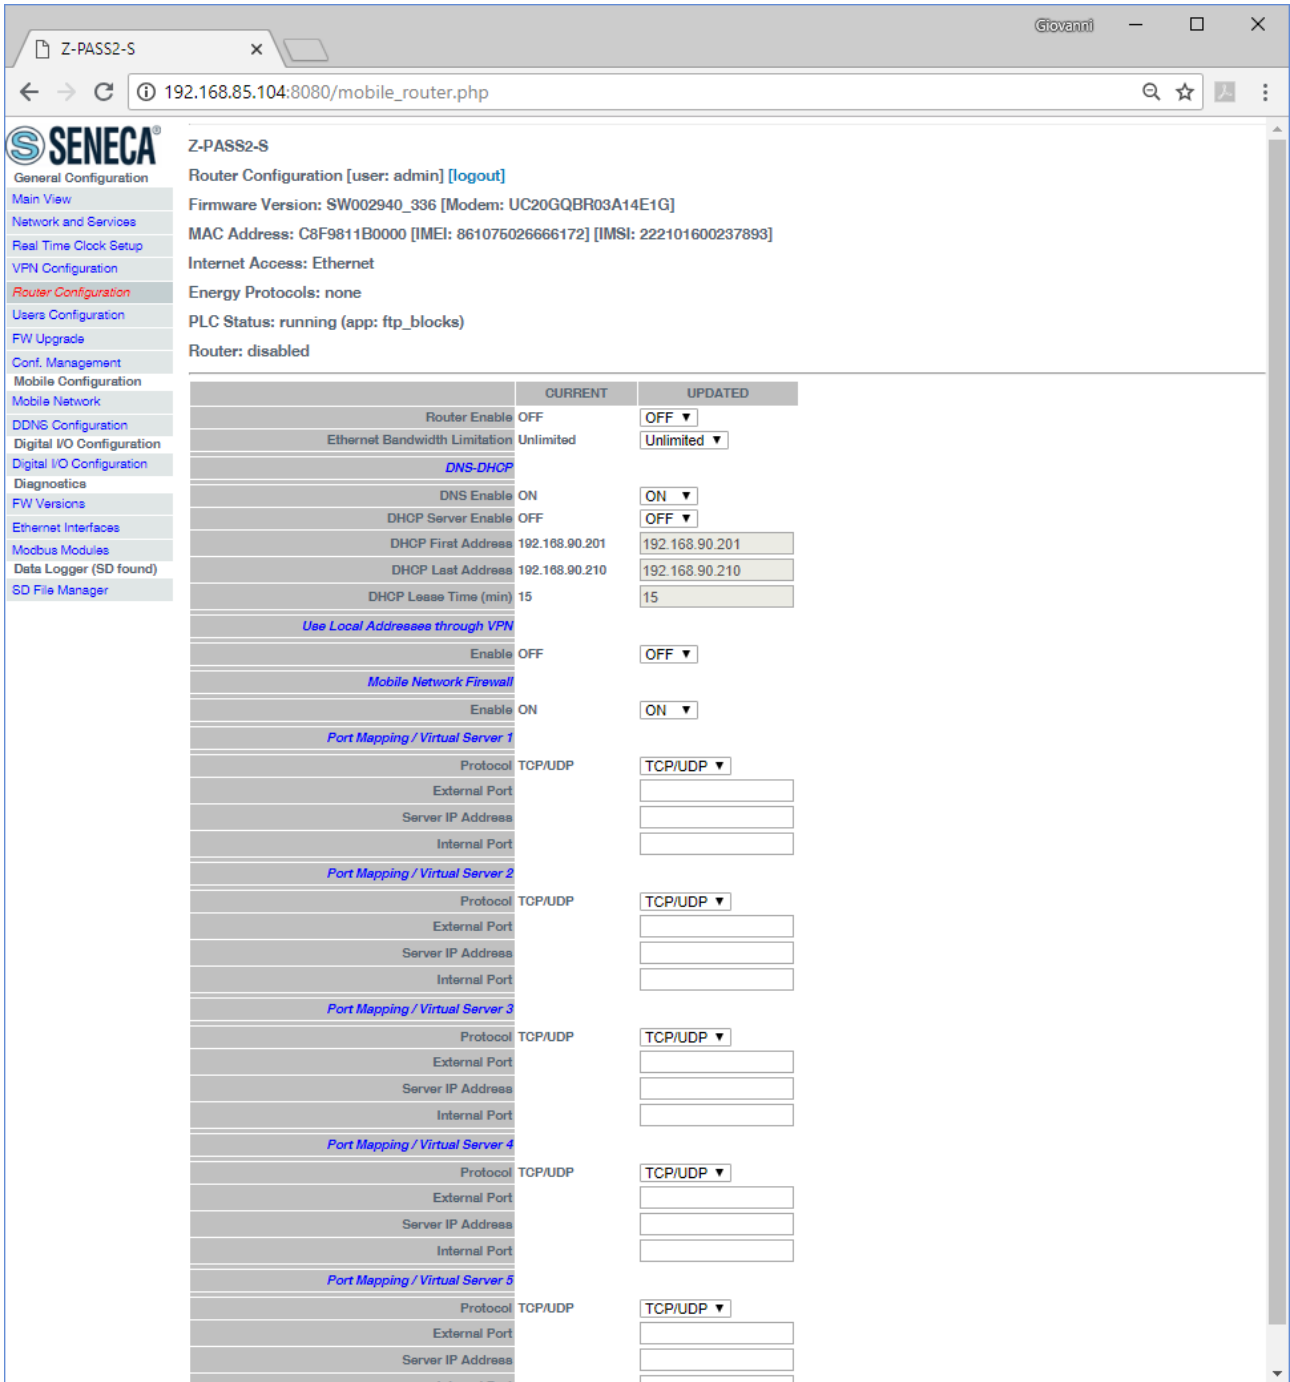 Giovanni
Z-PASS2-S
192.168.85.104:8080/mobile_router.php
SENECA®
General Configuration
Main View
Network and Services
Real Time Clock Setup
VPN Configuration
Router Configuration
Users Configuration
FW Upgrade
Conf. Management
Mobile Configuration
Mobile Network
DDNS Configuration
Digital I/O Configuration
Digital I/O Configuration
Diagnostics
FW Versions
Ethernet Interfaces
Modbus Modules
Data Logger (SD found)
SD File Manager
Z-PASS2-S
Router Configuration [user: admin] [logout]
Firmware Version: SW002940_336 [Modem: UC20GQBR03A14E1G]
MAC Address: C8F9811B0000 [IMEI: 861075026666172] [IMSI: 222101600237893]
Internet Access: Ethernet
Energy Protocols: none
PLC Status: running (app: ftp_blocks)
Router: disabled
CURRENT UPDATED
Router Enable OFF OFF
Ethernet Bandwidth Limitation Unlimited Unlimited
DNS-DHCP
DNS Enable ON ON
DHCP Server Enable OFF OFF
DHCP First Address 192.168.90.201 192.168.90.201
DHCP Last Address 192.168.90.210 192.168.90.210
DHCP Lease Time (min) 15 15
Use Local Addresses through VPN
Enable OFF OFF
Mobile Network Firewall
Enable ON ON
Port Mapping / Virtual Server 1
Protocol TCP/UDP TCP/UDP
External Port
Server IP Address
Internal Port
Port Mapping / Virtual Server 2
Protocol TCP/UDP TCP/UDP
External Port
Server IP Address
Internal Port
Port Mapping / Virtual Server 3
Protocol TCP/UDP TCP/UDP
External Port
Server IP Address
Internal Port
Port Mapping / Virtual Server 4
Protocol TCP/UDP TCP/UDP
External Port
Server IP Address
Internal Port
Port Mapping / Virtual Server 5
Protocol TCP/UDP TCP/UDP
External Port
Server IP Address